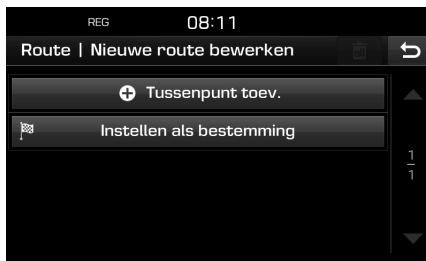 REG 08:11
Route | Nieuwe route bewerken
Tussenpunt toev.
Instellen als bestemming
1
1